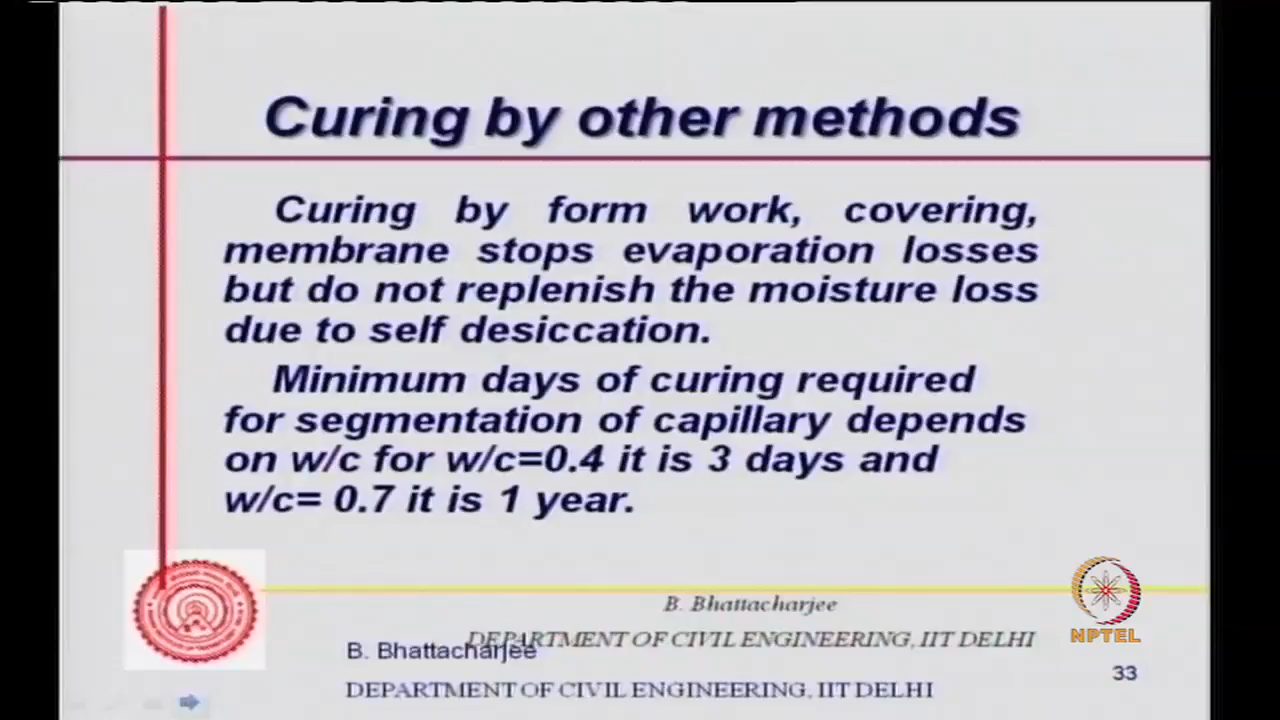 Curing by other methods
Curing by form work, covering,
membrane stops evaporation losses
but do not replenish the moisture loss
due to self desiccation.
Minimum days of curing required
for segmentation of capillary depends
on w/c for w/c=0.4 it is 3 days and
w/c= 0.7 it is 1 year.
B. Bhattacharjee
DEPARTMENT OF CIVIL ENGINEERING, IIT DELHI
B. Bhattacharjee
DEPARTMENT OF CIVIL ENGINEERING, IIT DELHI
NPTEL
33